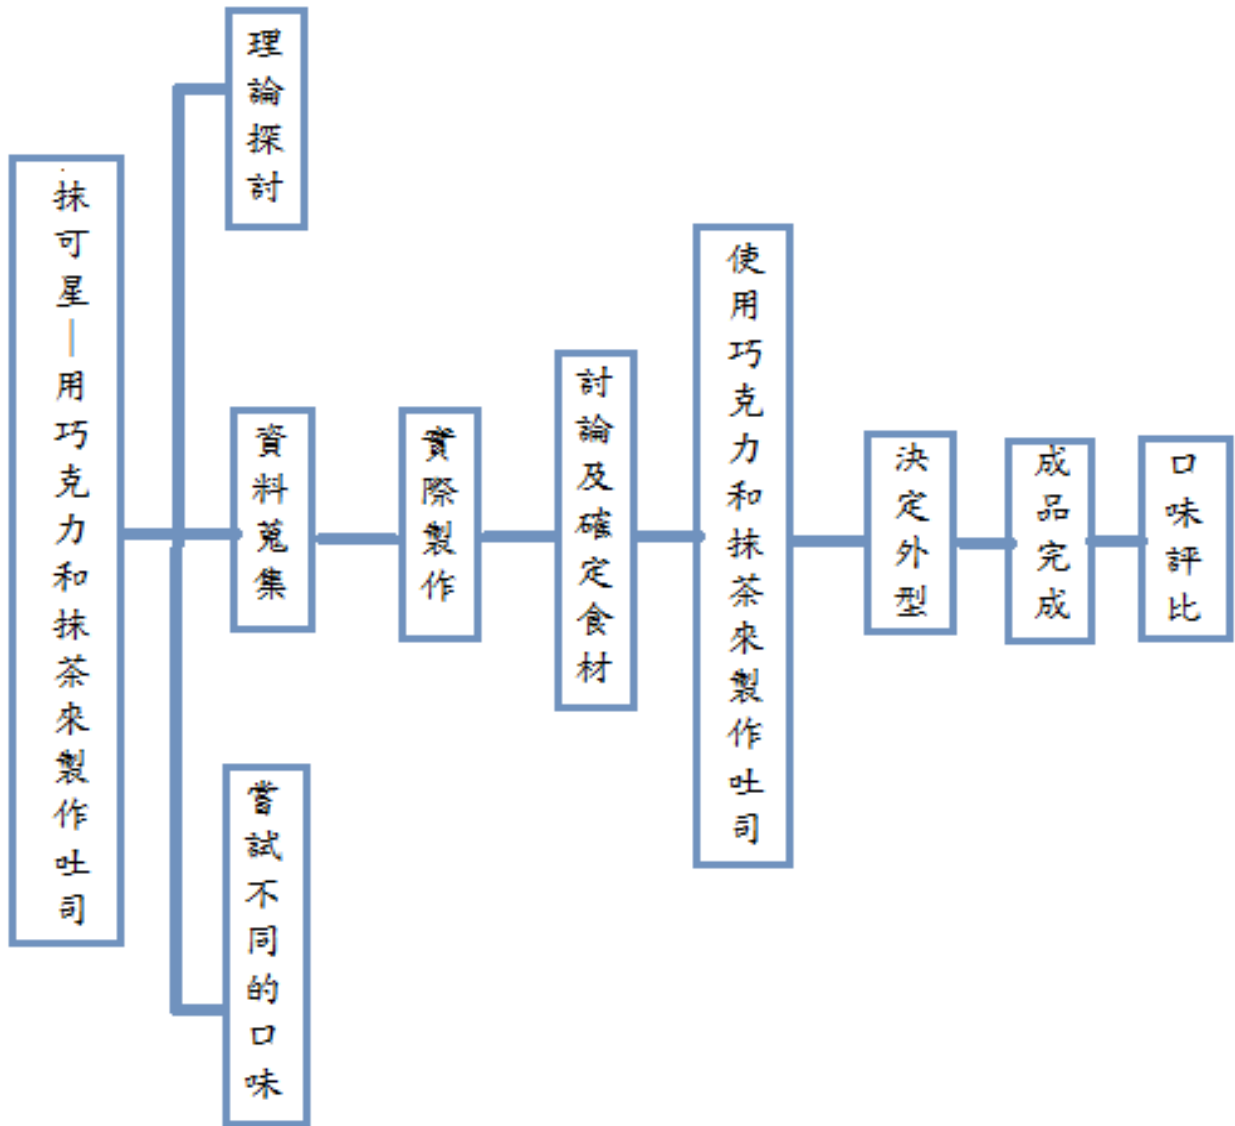 抹可星—用巧克力和抹茶來製作吐司
理論探討
資料蒐集
嘗試不同的口味
實際製作
討論及確定食材
使用巧克力和抹茶來製作吐司
決定外型
成品完成
口味評比